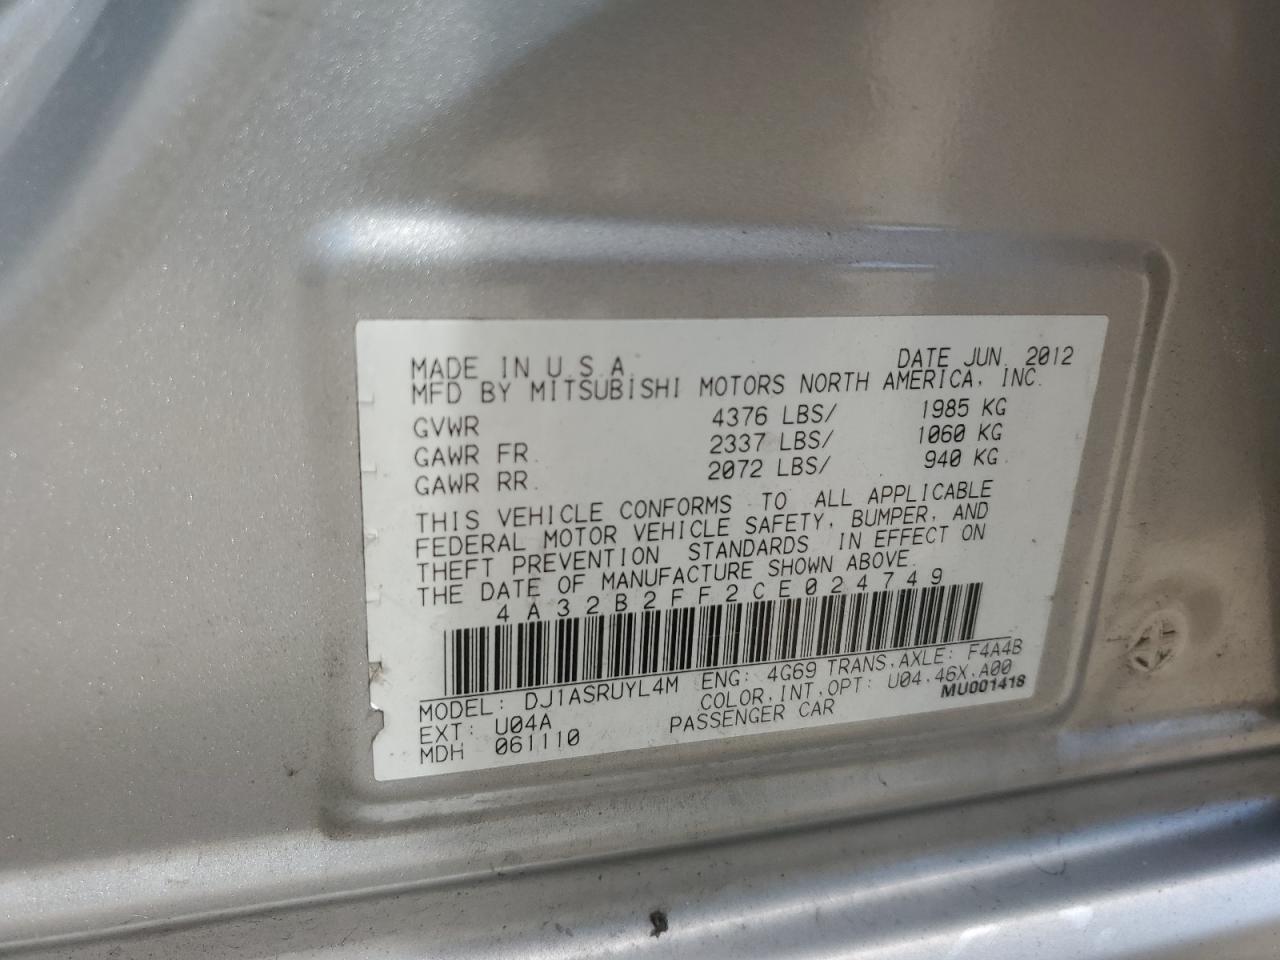 MADE IN U.S.A. DATE JUN. 2012
MFD BY MITSUBISHI MOTORS NORTH AMERICA, INC.
GVWR 4376 LBS/ 1985 KG
GAWR FR. 2337 LBS/ 1060 KG
GAWR RR. 2072 LBS/ 940 KG.
THIS VEHICLE CONFORMS TO ALL APPLICABLE
FEDERAL MOTOR VEHICLE SAFETY, BUMPER, AND
THEFT PREVENTION STANDARDS IN EFFECT ON
THE DATE OF MANUFACTURE SHOWN ABOVE.
4A32B2FF2CE024749
MODEL: DJ1ASRUYL4M ENG: 4G69 TRANS,AXLE: F4A4B
EXT: U04A COLOR,INT,OPT: U04,46X,A00
MDH 061110 PASSENGER CAR MU001418